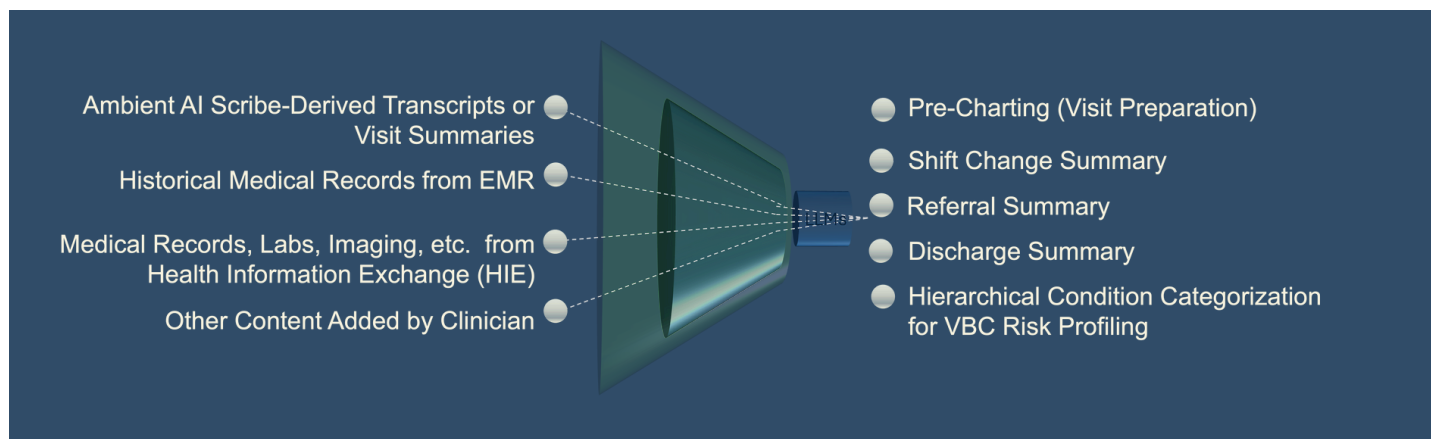 Ambient AI Scribe-Derived Transcripts or
Visit Summaries
Historical Medical Records from EMR
Medical Records, Labs, Imaging, etc. from
Health Information Exchange (HIE)
Other Content Added by Clinician
LLMs
Pre-Charting (Visit Preparation)
Shift Change Summary
Referral Summary
Discharge Summary
Hierarchical Condition Categorization
for VBC Risk Profiling